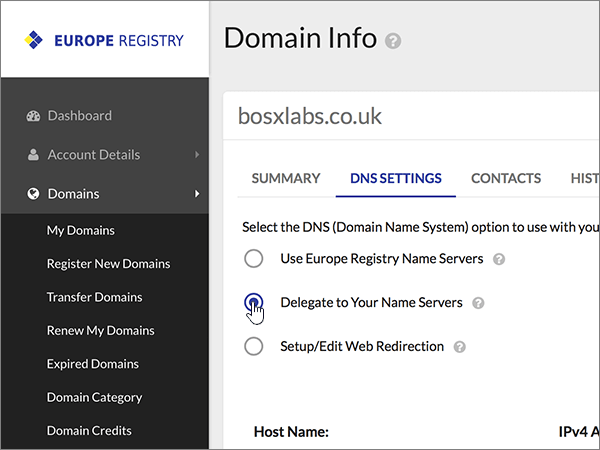 EUROPE REGISTRY
Domain Info
Dashboard
Account Details
Domains
My Domains
Register New Domains
Transfer Domains
Renew My Domains
Expired Domains
Domain Category
Domain Credits
bosxlabs.co.uk
SUMMARY DNS SETTINGS CONTACTS HIST
Select the DNS (Domain Name System) option to use with you
Use Europe Registry Name Servers
Delegate to Your Name Servers
Setup/Edit Web Redirection
Host Name: IPv4 A